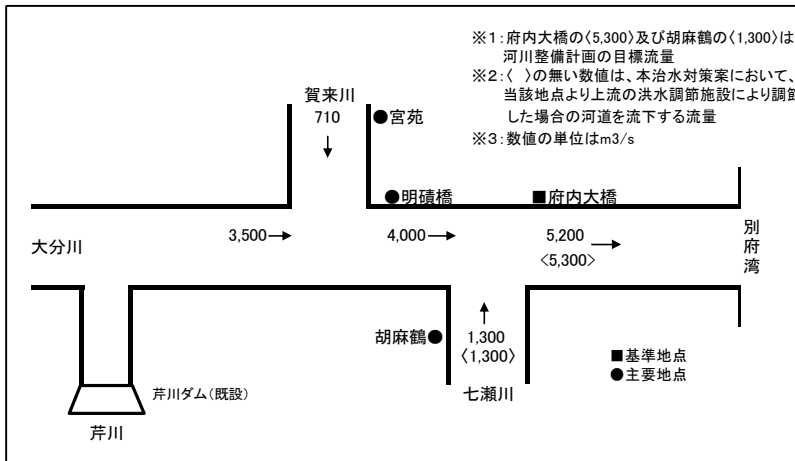 ※1:府内大橋の〈5,300〉及び胡麻鶴の〈1,300〉は
河川整備計画の目標流量
※2:〈 〉の無い数値は、本治水対策案において、
当該地点より上流の洪水調節施設により調節
した場合の河道を流下する流量
※3:数値の単位はm3/s
賀来川
710
↓
●宮苑
●明磧橋
■府内大橋
大分川
3,500→
4,000→
5,200
→
〈5,300〉
別府湾
胡麻鶴●
↑
1,300
〈1,300〉
七瀬川
■基準地点
●主要地点
芹川ダム(既設)
芹川